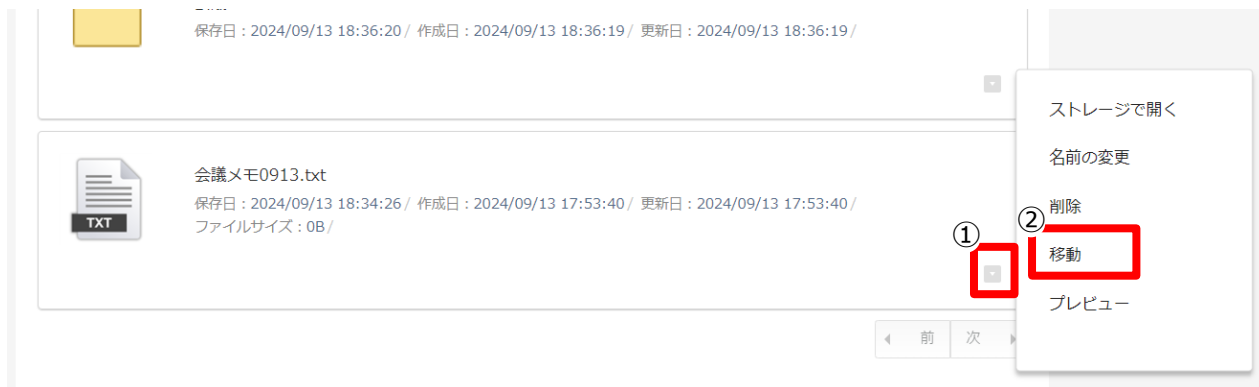 保存日 : 2024/09/13 18:36:20 / 作成日 : 2024/09/13 18:36:19 / 更新日 : 2024/09/13 18:36:19 /
会議メモ0913.txt
保存日 : 2024/09/13 18:34:26 / 作成日 : 2024/09/13 17:53:40 / 更新日 : 2024/09/13 17:53:40 /
ファイルサイズ : 0B /
TXT
①
前 次
ストレージで開く
名前の変更
削除
②
移動
プレビュー